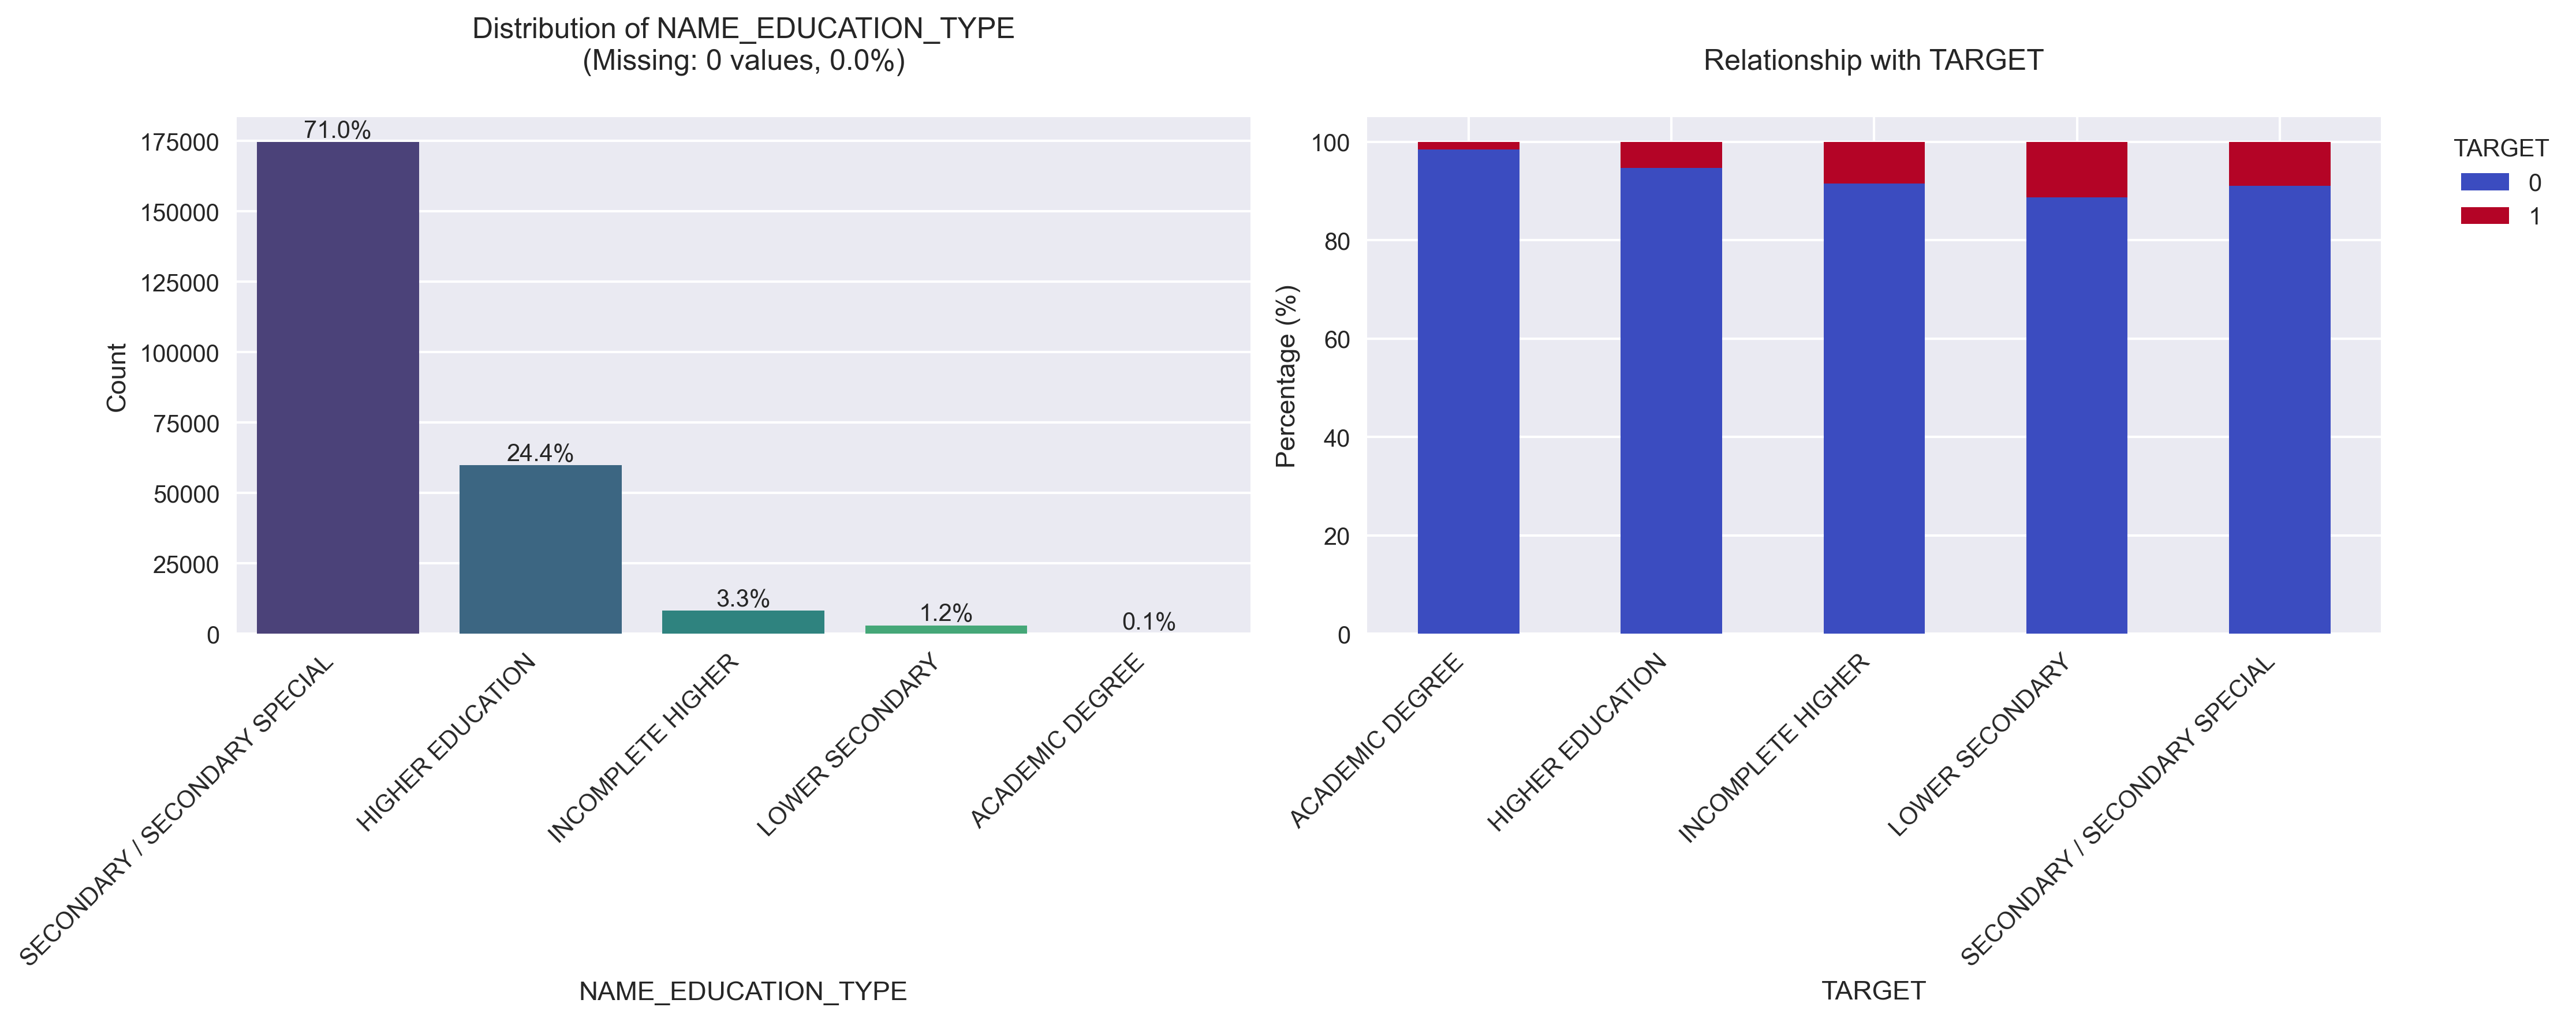 Distribution of NAME_EDUCATION_TYPE
(Missing: 0 values, 0.0%)
175000
150000
125000
100000
75000
50000
25000
0
Count
71.0%
24.4%
3.3%
1.2%
0.1%
SECONDARY / SECONDARY SPECIAL
HIGHER EDUCATION
INCOMPLETE HIGHER
LOWER SECONDARY
ACADEMIC DEGREE
NAME_EDUCATION_TYPE
Relationship with TARGET
100
80
60
40
20
0
Percentage (%)
ACADEMIC DEGREE
HIGHER EDUCATION
INCOMPLETE HIGHER
LOWER SECONDARY
SECONDARY / SECONDARY SPECIAL
TARGET
TARGET
0
1